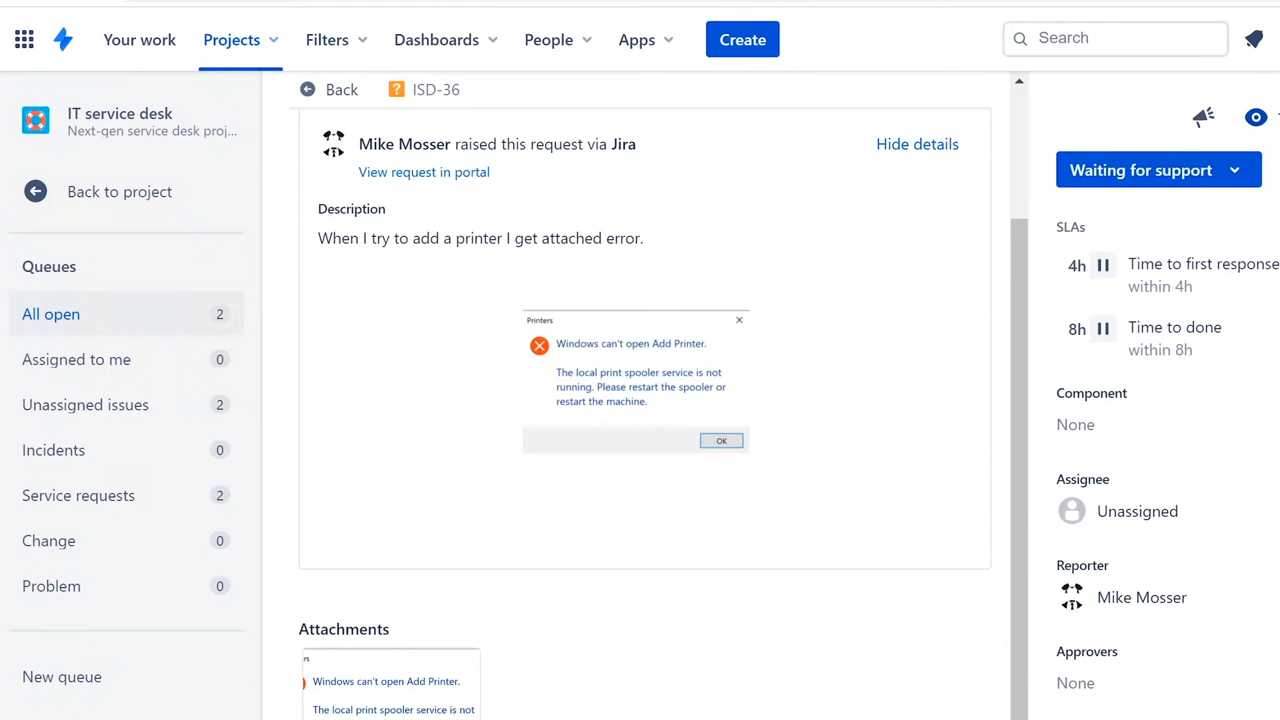 Your work
Projects
Filters
Dashboards
People
Apps
Create
Search
IT service desk
Next-gen service desk proj...
Back to project
Queues
All open 2
Assigned to me 0
Unassigned issues 2
Incidents 0
Service requests 2
Change 0
Problem 0
New queue
Back
ISD-36
Mike Mosser raised this request via Jira
Hide details
View request in portal
Description
When I try to add a printer I get attached error.
Printers
Windows can't open Add Printer.
The local print spooler service is not
running. Please restart the spooler or
restart the machine.
OK
Attachments
rs
Windows can't open Add Printer.
The local print spooler service is not
Waiting for support
SLAs
4h Time to first response
within 4h
8h Time to done
within 8h
Component
None
Assignee
Unassigned
Reporter
Mike Mosser
Approvers
None